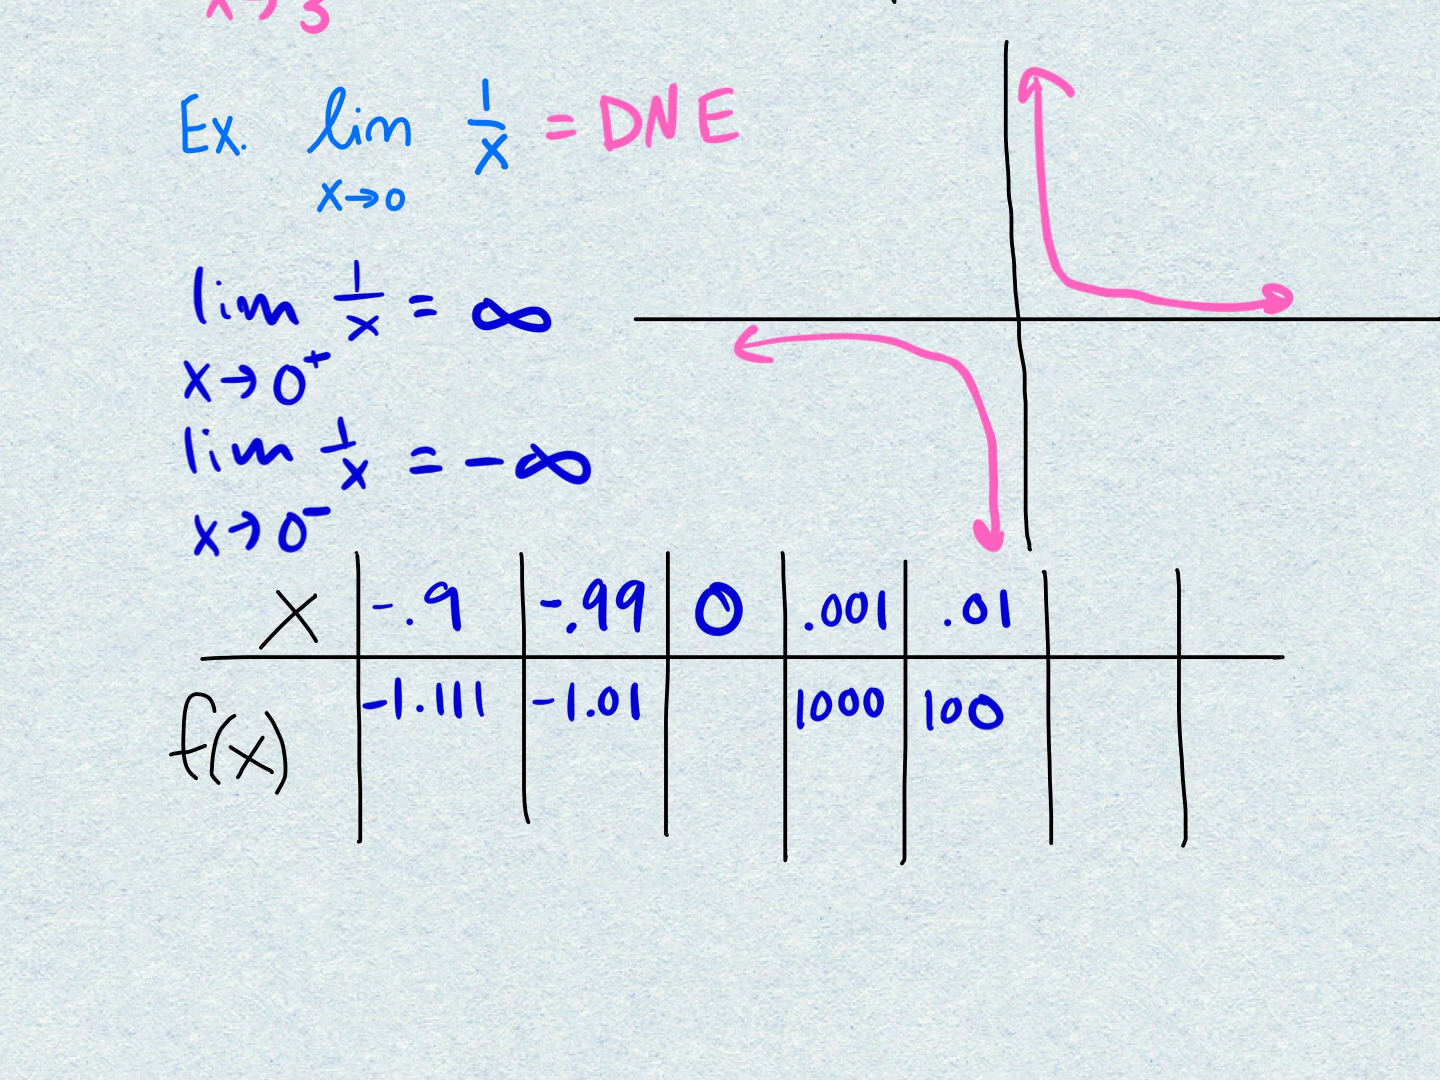 x→3
Ex. lim x→0 1/x = DNE
lim x→0⁺ 1/x = ∞
lim x→0⁻ 1/x = -∞
x -.9 -.99 0 .001 .01
f(x) -1.111 -1.01 1000 100